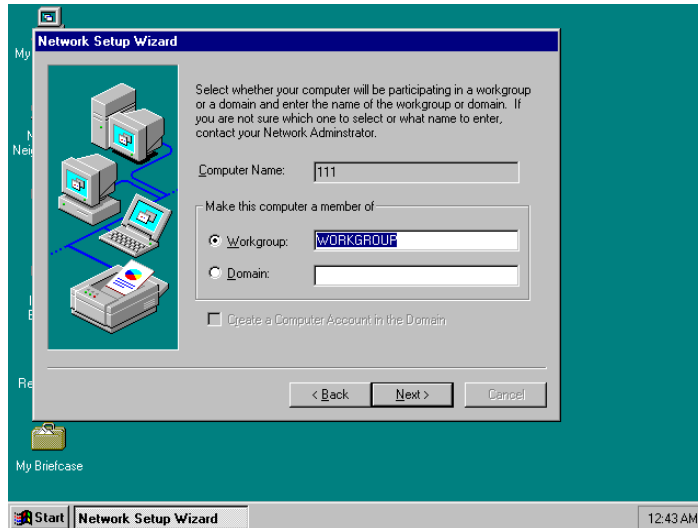 My
Network Setup Wizard
Select whether your computer will be participating in a workgroup
or a domain and enter the name of the workgroup or domain. If
you are not sure which one to select or what name to enter,
contact your Network Adminstrator.
N
Nei
Computer Name:
111
Make this computer a member of
Workgroup:
WORKGROUP
Domain:
I
E
Create a Computer Account in the Domain
Re
< Back
Next >
Cancel
My Briefcase
Start
Network Setup Wizard
12:43 AM